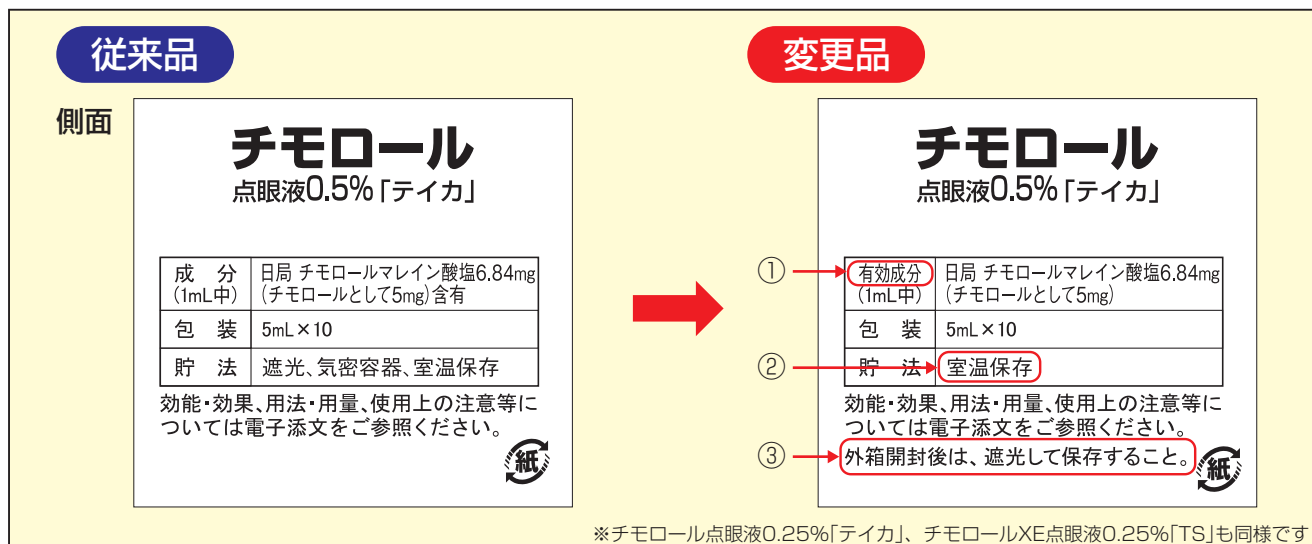 従来品
側面
チモロール
点眼液0.5%「テイカ」
成 分
(1mL中)
日局 チモロールマレイン酸塩6.84mg
(チモロールとして5mg)含有
包 装
5mL×10
貯 法
遮光、気密容器、室温保存
効能・効果、用法・用量、使用上の注意等に
ついては電子添文をご参照ください。
紙
変更品
チモロール
点眼液0.5%「テイカ」
①
有効成分
(1mL中)
日局 チモロールマレイン酸塩6.84mg
(チモロールとして5mg)
包 装
5mL×10
②
貯 法
室温保存
効能・効果、用法・用量、使用上の注意等に
ついては電子添文をご参照ください。
③
外箱開封後は、遮光して保存すること。
紙
※チモロール点眼液0.25%「テイカ」、チモロールXE点眼液0.25%「TS」も同様です